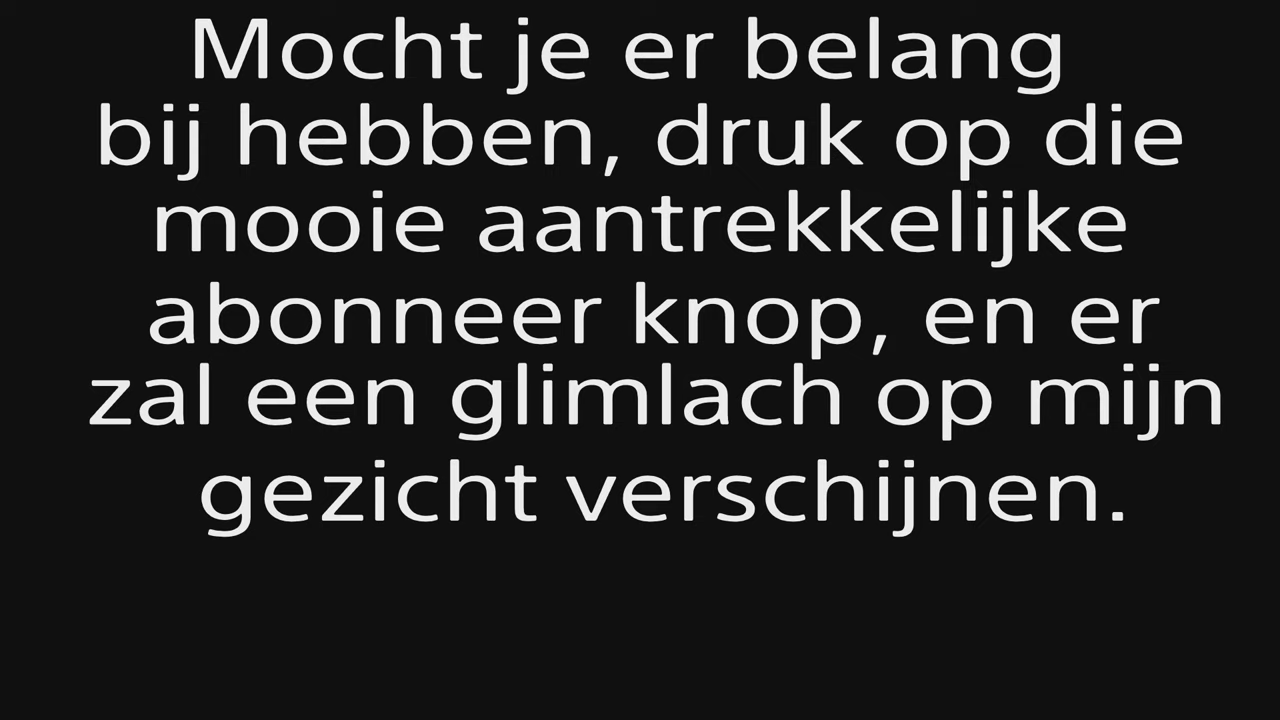 Mocht je er belang
bij hebben, druk op die
mooie aantrekkelijke
abonneer knop, en er
zal een glimlach op mijn
gezicht verschijnen.